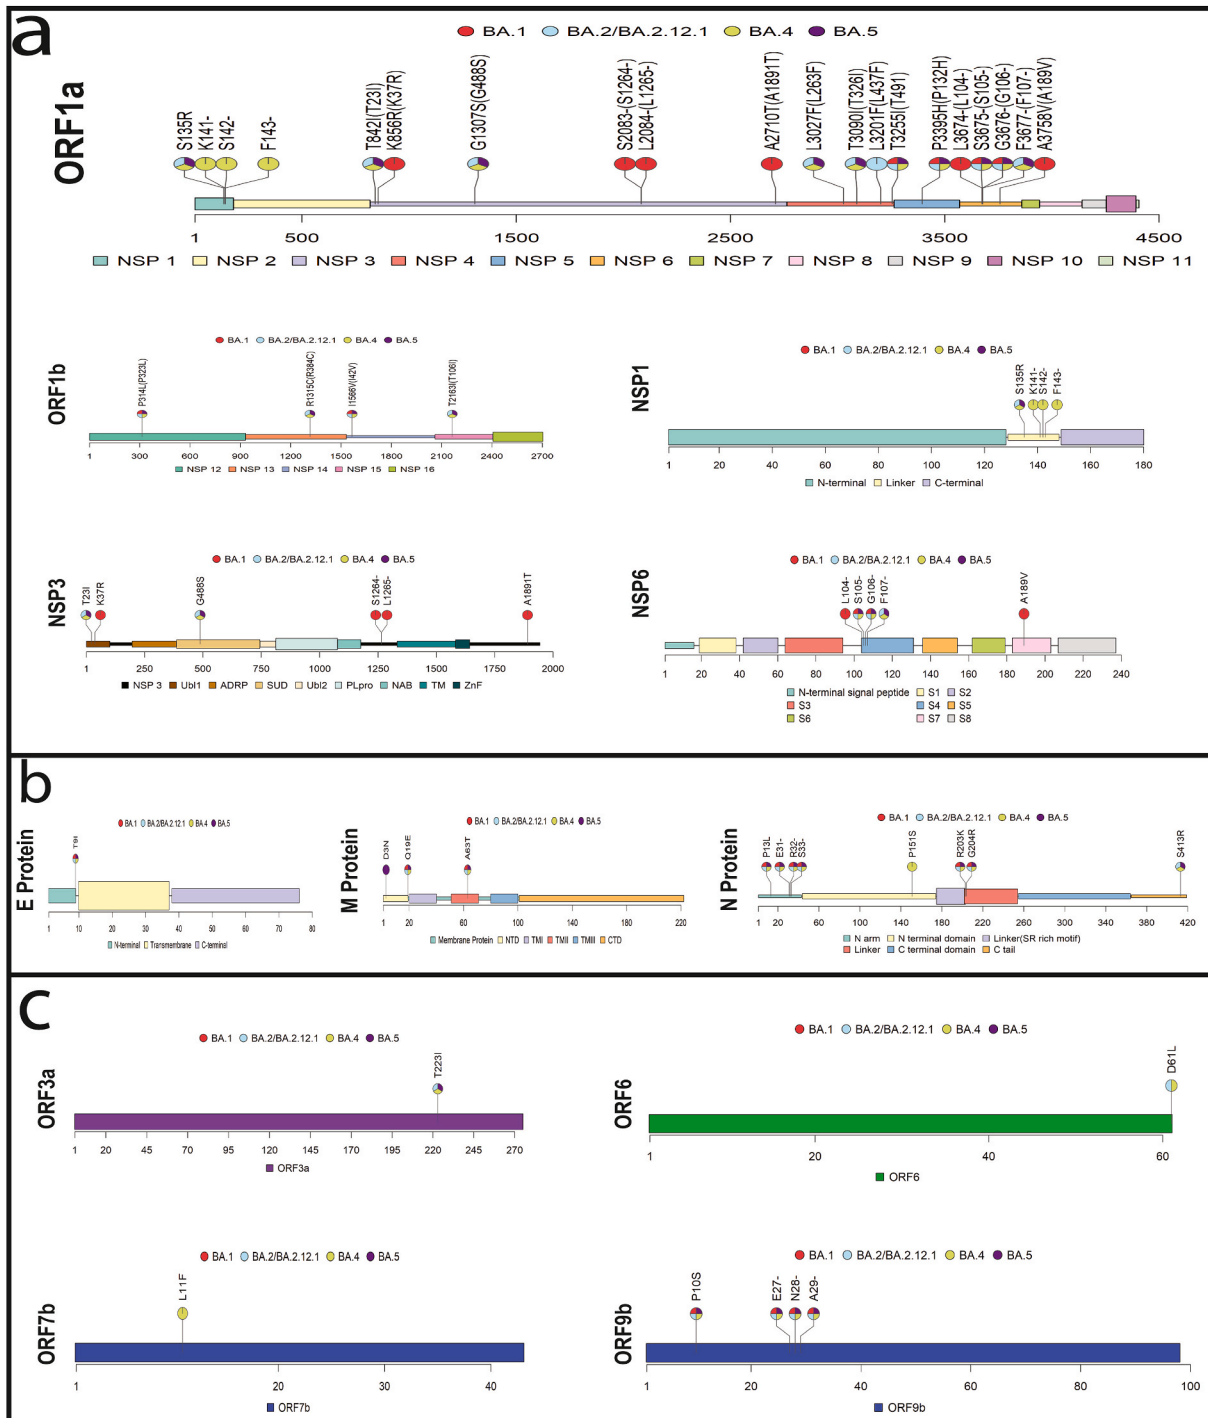 a
BA.1 BA.2/BA.2.12.1 BA.4 BA.5
ORF1a
S135R K141- S142- F143- T842I(T23I) K856R(K37R) G1307S(G488S) S2083-(S1264-) L2084-(L1265-) A2710T(A1891T) L3027F(L263F) T3090I(T326I) L3201F(L437F) T3255I(T491) P3395H(P132H) L3674-(L104-) S3675-(S105-) G3676-(G106-) F3677-(F107-) A3758V(A189V)
1 500 1500 2500 3500 4500
NSP 1 NSP 2 NSP 3 NSP 4 NSP 5 NSP 6 NSP 7 NSP 8 NSP 9 NSP 10 NSP 11
BA.1 BA.2/BA.2.12.1 BA.4 BA.5
ORF1b
P314L(P323L) R1315C(R384C) I1566V(I42V) T2163I(T106I)
1 300 600 900 1200 1500 1800 2100 2400 2700
NSP 12 NSP 13 NSP 14 NSP 15 NSP 16
BA.1 BA.2/BA.2.12.1 BA.4 BA.5
NSP1
S135R K141- S142- F143-
1 20 40 60 80 100 120 140 160 180
N-terminal Linker C-terminal
BA.1 BA.2/BA.2.12.1 BA.4 BA.5
NSP3
T23I K37R G488S S1264- L1265- A1891T
1 250 500 750 1000 1250 1500 1750 2000
NSP 3 Ubl1 ADRP SUD Ubl2 PLpro NAB TM ZnF
BA.1 BA.2/BA.2.12.1 BA.4 BA.5
NSP6
L104- S105- G106- F107- A189V
1 20 40 60 80 100 120 140 160 180 200 220 240
N-terminal signal peptide S1 S2
S3 S4 S5
S6 S7 S8
b
BA.1 BA.2/BA.2.12.1 BA.4 BA.5
E Protein
T9I
1 10 20 30 40 50 60 70 80
N-terminal Transmembrane C-terminal
BA.1 BA.2/BA.2.12.1 BA.4 BA.5
M Protein
D3N Q19E A63T
1 20 60 100 140 180 220
Membrane Protein NTD TMI TMII TMIII CTD
BA.1 BA.2/BA.2.12.1 BA.4 BA.5
N Protein
P13L E31- R32- S33- P151S R203K G204R S413R
1 20 60 100 140 180 220 260 300 340 380 420
N arm N terminal domain Linker(SR rich motif)
Linker C terminal domain C tail
c
BA.1 BA.2/BA.2.12.1 BA.4 BA.5
ORF3a
T223I
1 20 45 70 95 120 145 170 195 220 245 270
ORF3a
BA.1 BA.2/BA.2.12.1 BA.4 BA.5
ORF6
D61L
1 20 40 60
ORF6
BA.1 BA.2/BA.2.12.1 BA.4 BA.5
ORF7b
L11F
1 20 40
ORF7b
BA.1 BA.2/BA.2.12.1 BA.4 BA.5
ORF9b
P10S E27- N28- A29-
1 20 40 60 80 100
ORF9b